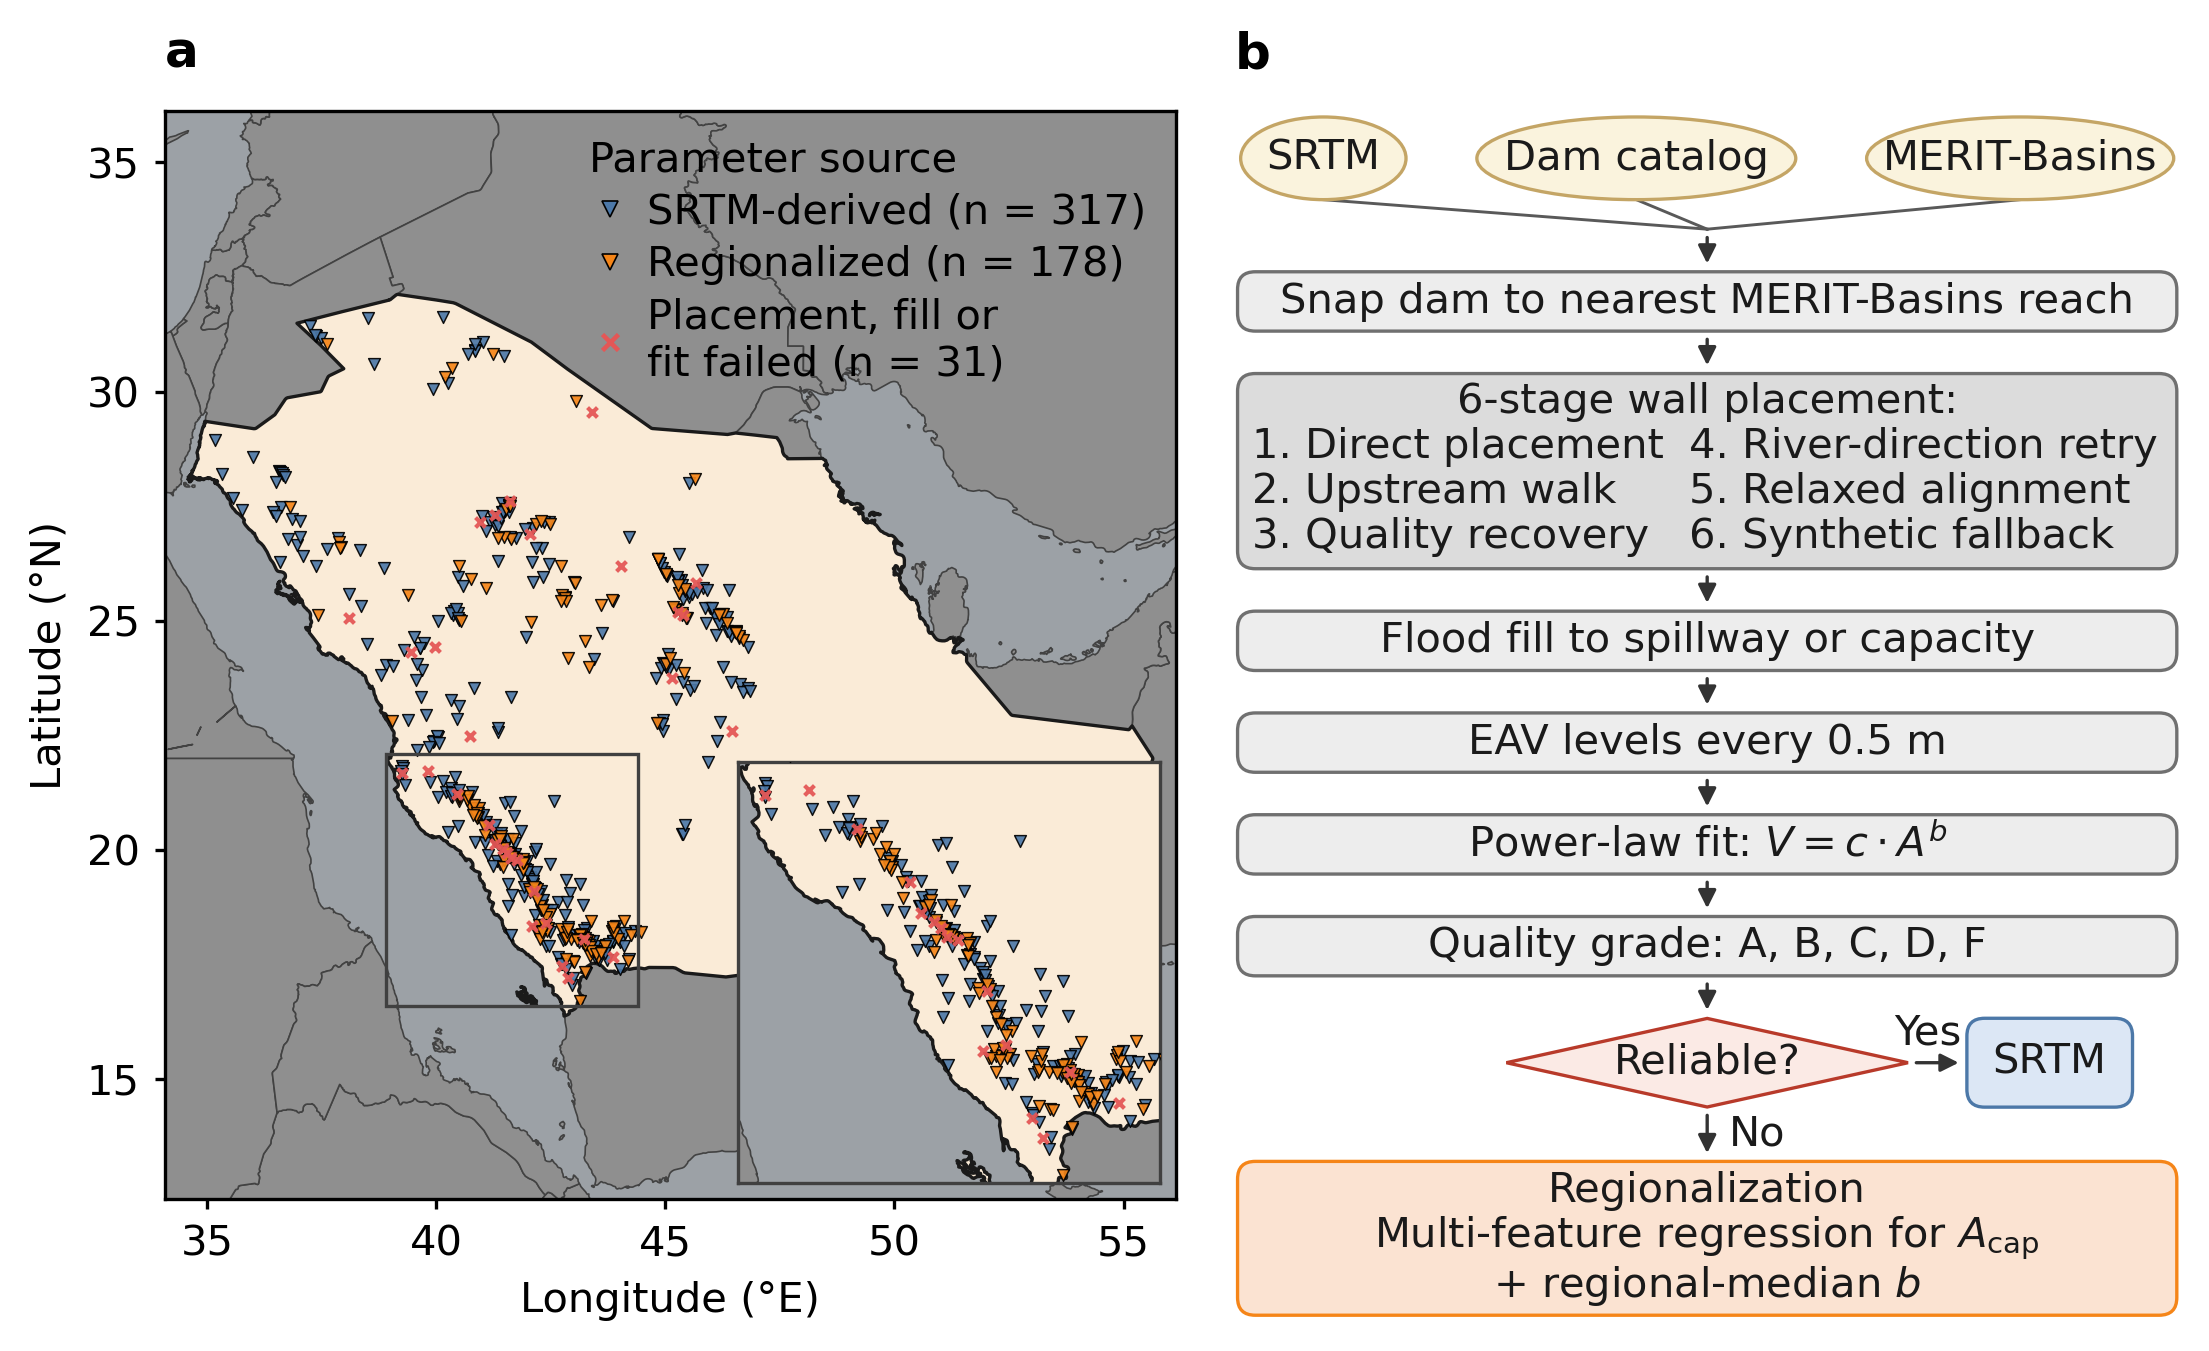 a
Parameter source
SRTM-derived (n = 317)
Regionalized (n = 178)
Placement, fill or
fit failed (n = 31)
35
30
25
20
15
Latitude (°N)
35 40 45 50 55
Longitude (°E)
b
SRTM Dam catalog MERIT-Basins
Snap dam to nearest MERIT-Basins reach
6-stage wall placement:
1. Direct placement 4. River-direction retry
2. Upstream walk 5. Relaxed alignment
3. Quality recovery 6. Synthetic fallback
Flood fill to spillway or capacity
EAV levels every 0.5 m
Power-law fit: V = c · A^b
Quality grade: A, B, C, D, F
Reliable? Yes SRTM
No
Regionalization
Multi-feature regression for A_cap
+ regional-median b